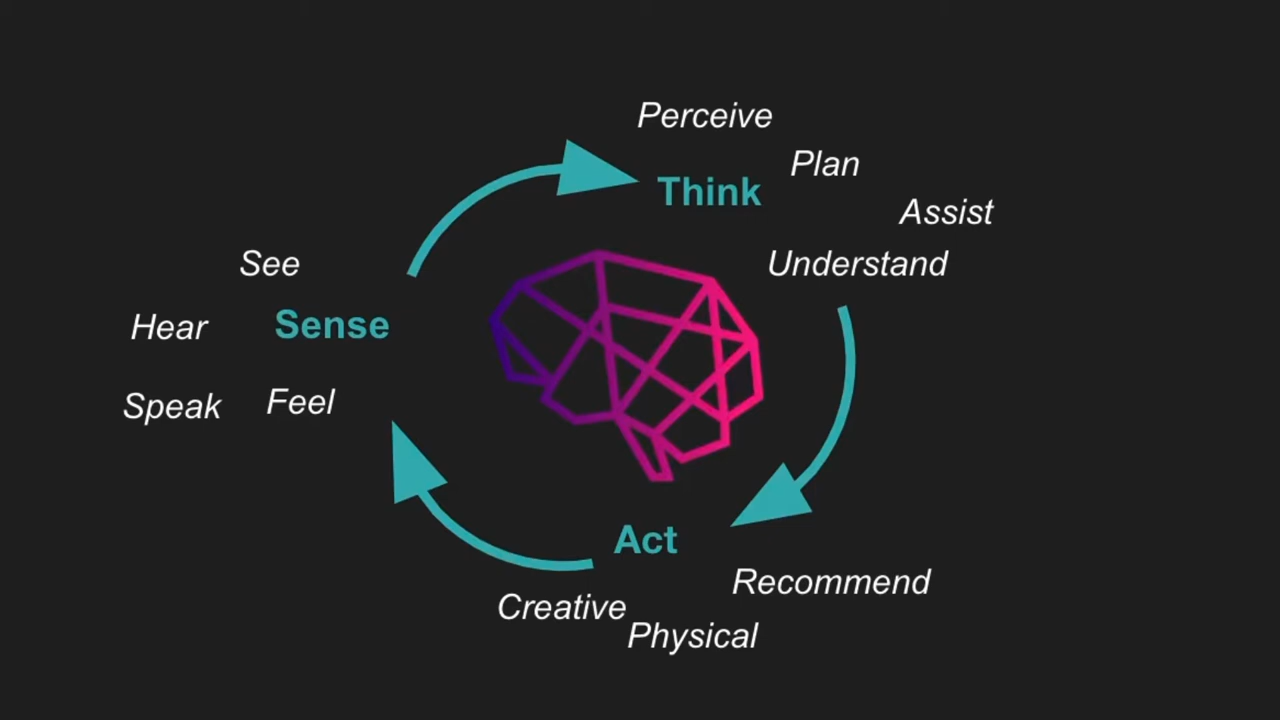 Perceive
Plan
Think
Assist
Understand
See
Sense
Hear
Feel
Speak
Act
Recommend
Creative
Physical